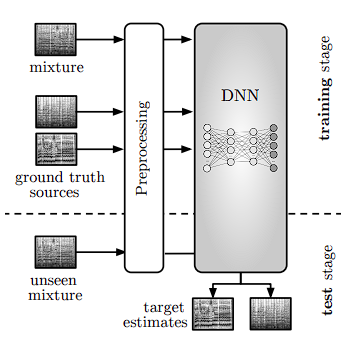 mixture
ground truth
sources
Preprocessing
DNN
training stage
unseen
mixture
target
estimates
test stage